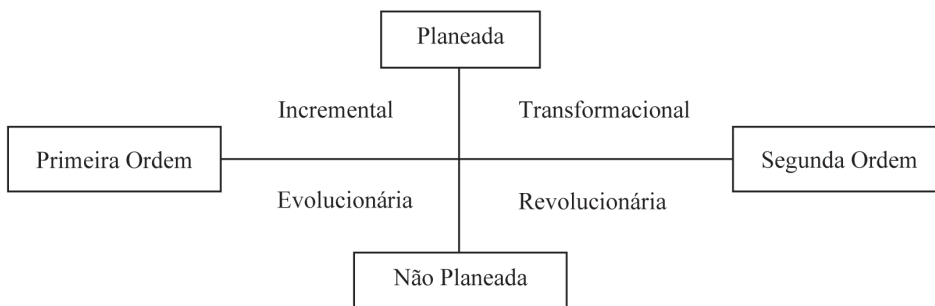 Planeada
Incremental
Transformacional
Primeira Ordem
Segunda Ordem
Evolucionária
Revolucionária
Não Planeada